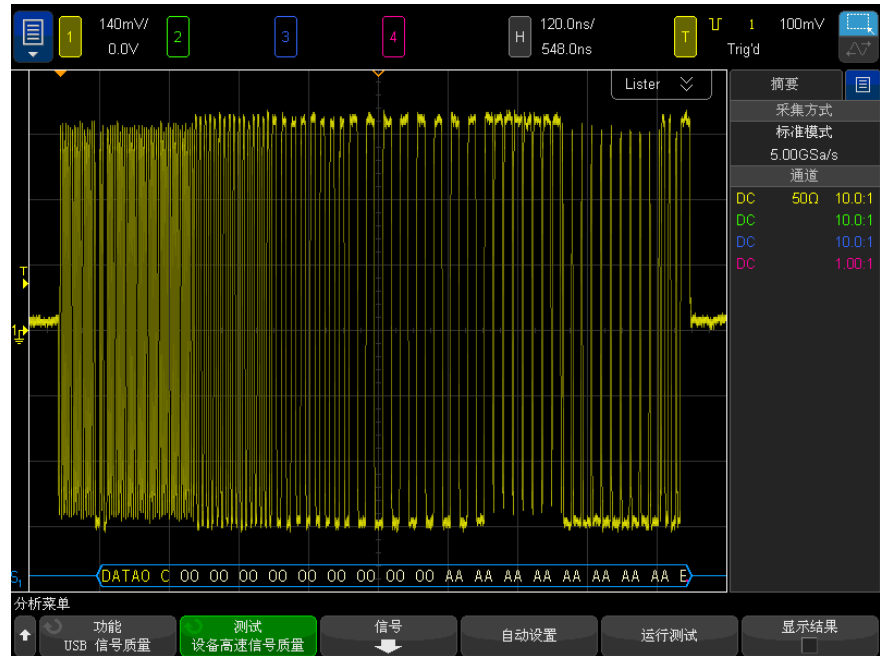 1 140mV/ 2 3 4 H 120.0ns/ T 1 100mV
0.0V 548.0ns Trig'd
Lister
摘要
采集方式
标准模式
5.00GSa/s
通道
DC 50Ω 10.0:1
DC 10.0:1
DC 10.0:1
DC 1.00:1
T
1
S1 DATA0 C 00 00 00 00 00 00 00 00 00 AA AA AA AA AA AA AA AA E
分析菜单
功能 测试 信号 自动设置 运行测试 显示结果
USB 信号质量 设备高速信号质量